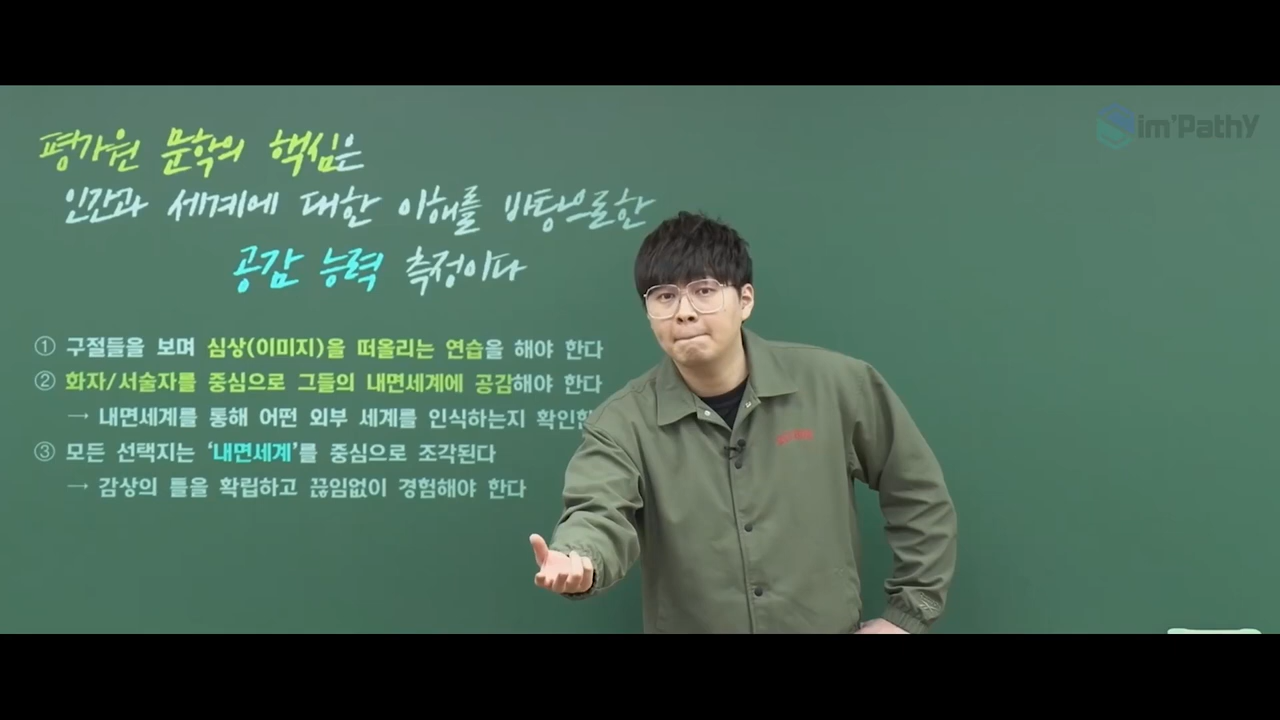 평가원 문학의 핵심은
인간과 세계에 대한 이해를 바탕으로한
공감 능력 측정이다
① 구절들을 보며 심상(이미지)을 떠올리는 연습을 해야 한다
② 화자/서술자를 중심으로 그들의 내면세계에 공감해야 한다
→ 내면세계를 통해 어떤 외부 세계를 인식하는지
③ 모든 선택지는 '내면세계'를 중심으로 조각된다
→ 감상의 틀을 확립하고 끊임없이 경험해야 한다
im'PathY